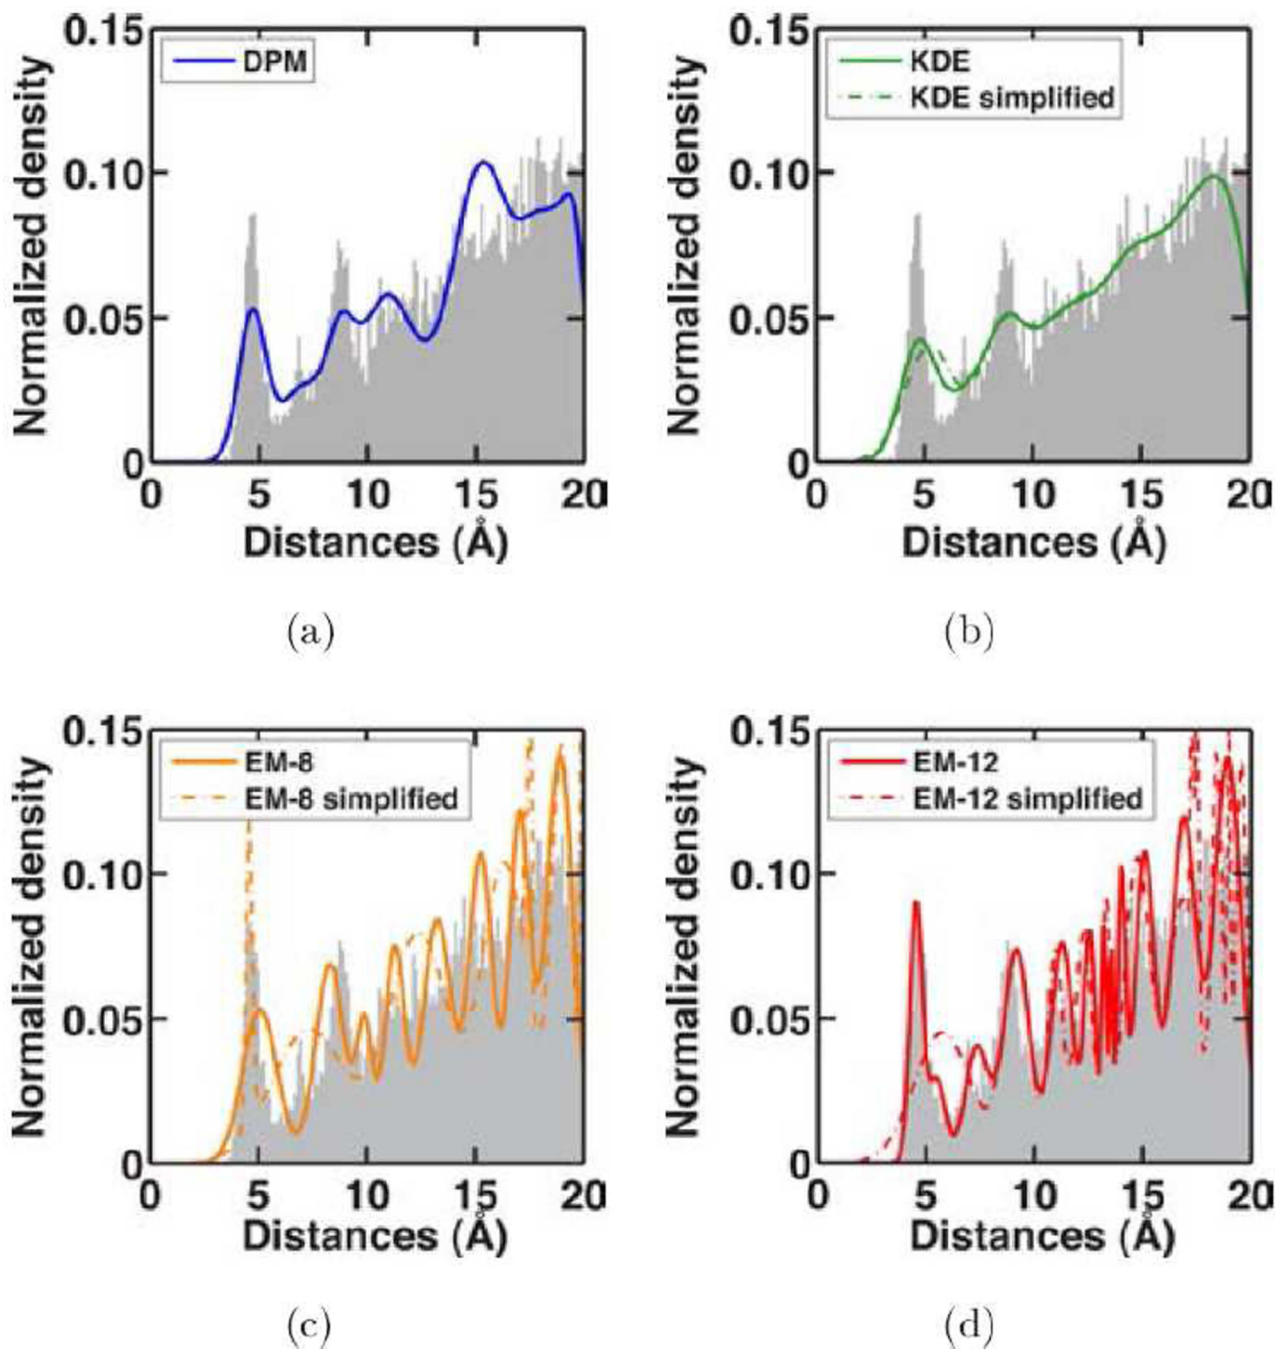 0.15
DPM
0.10
0.05
0
0 5 10 15 20
Normalized density
Distances (Å)
(a)
0.15
KDE
KDE simplified
0.10
0.05
0
0 5 10 15 20
Normalized density
Distances (Å)
(b)
0.15
EM-8
EM-8 simplified
0.10
0.05
0
0 5 10 15 20
Normalized density
Distances (Å)
(c)
0.15
EM-12
EM-12 simplified
0.10
0.05
0
0 5 10 15 20
Normalized density
Distances (Å)
(d)